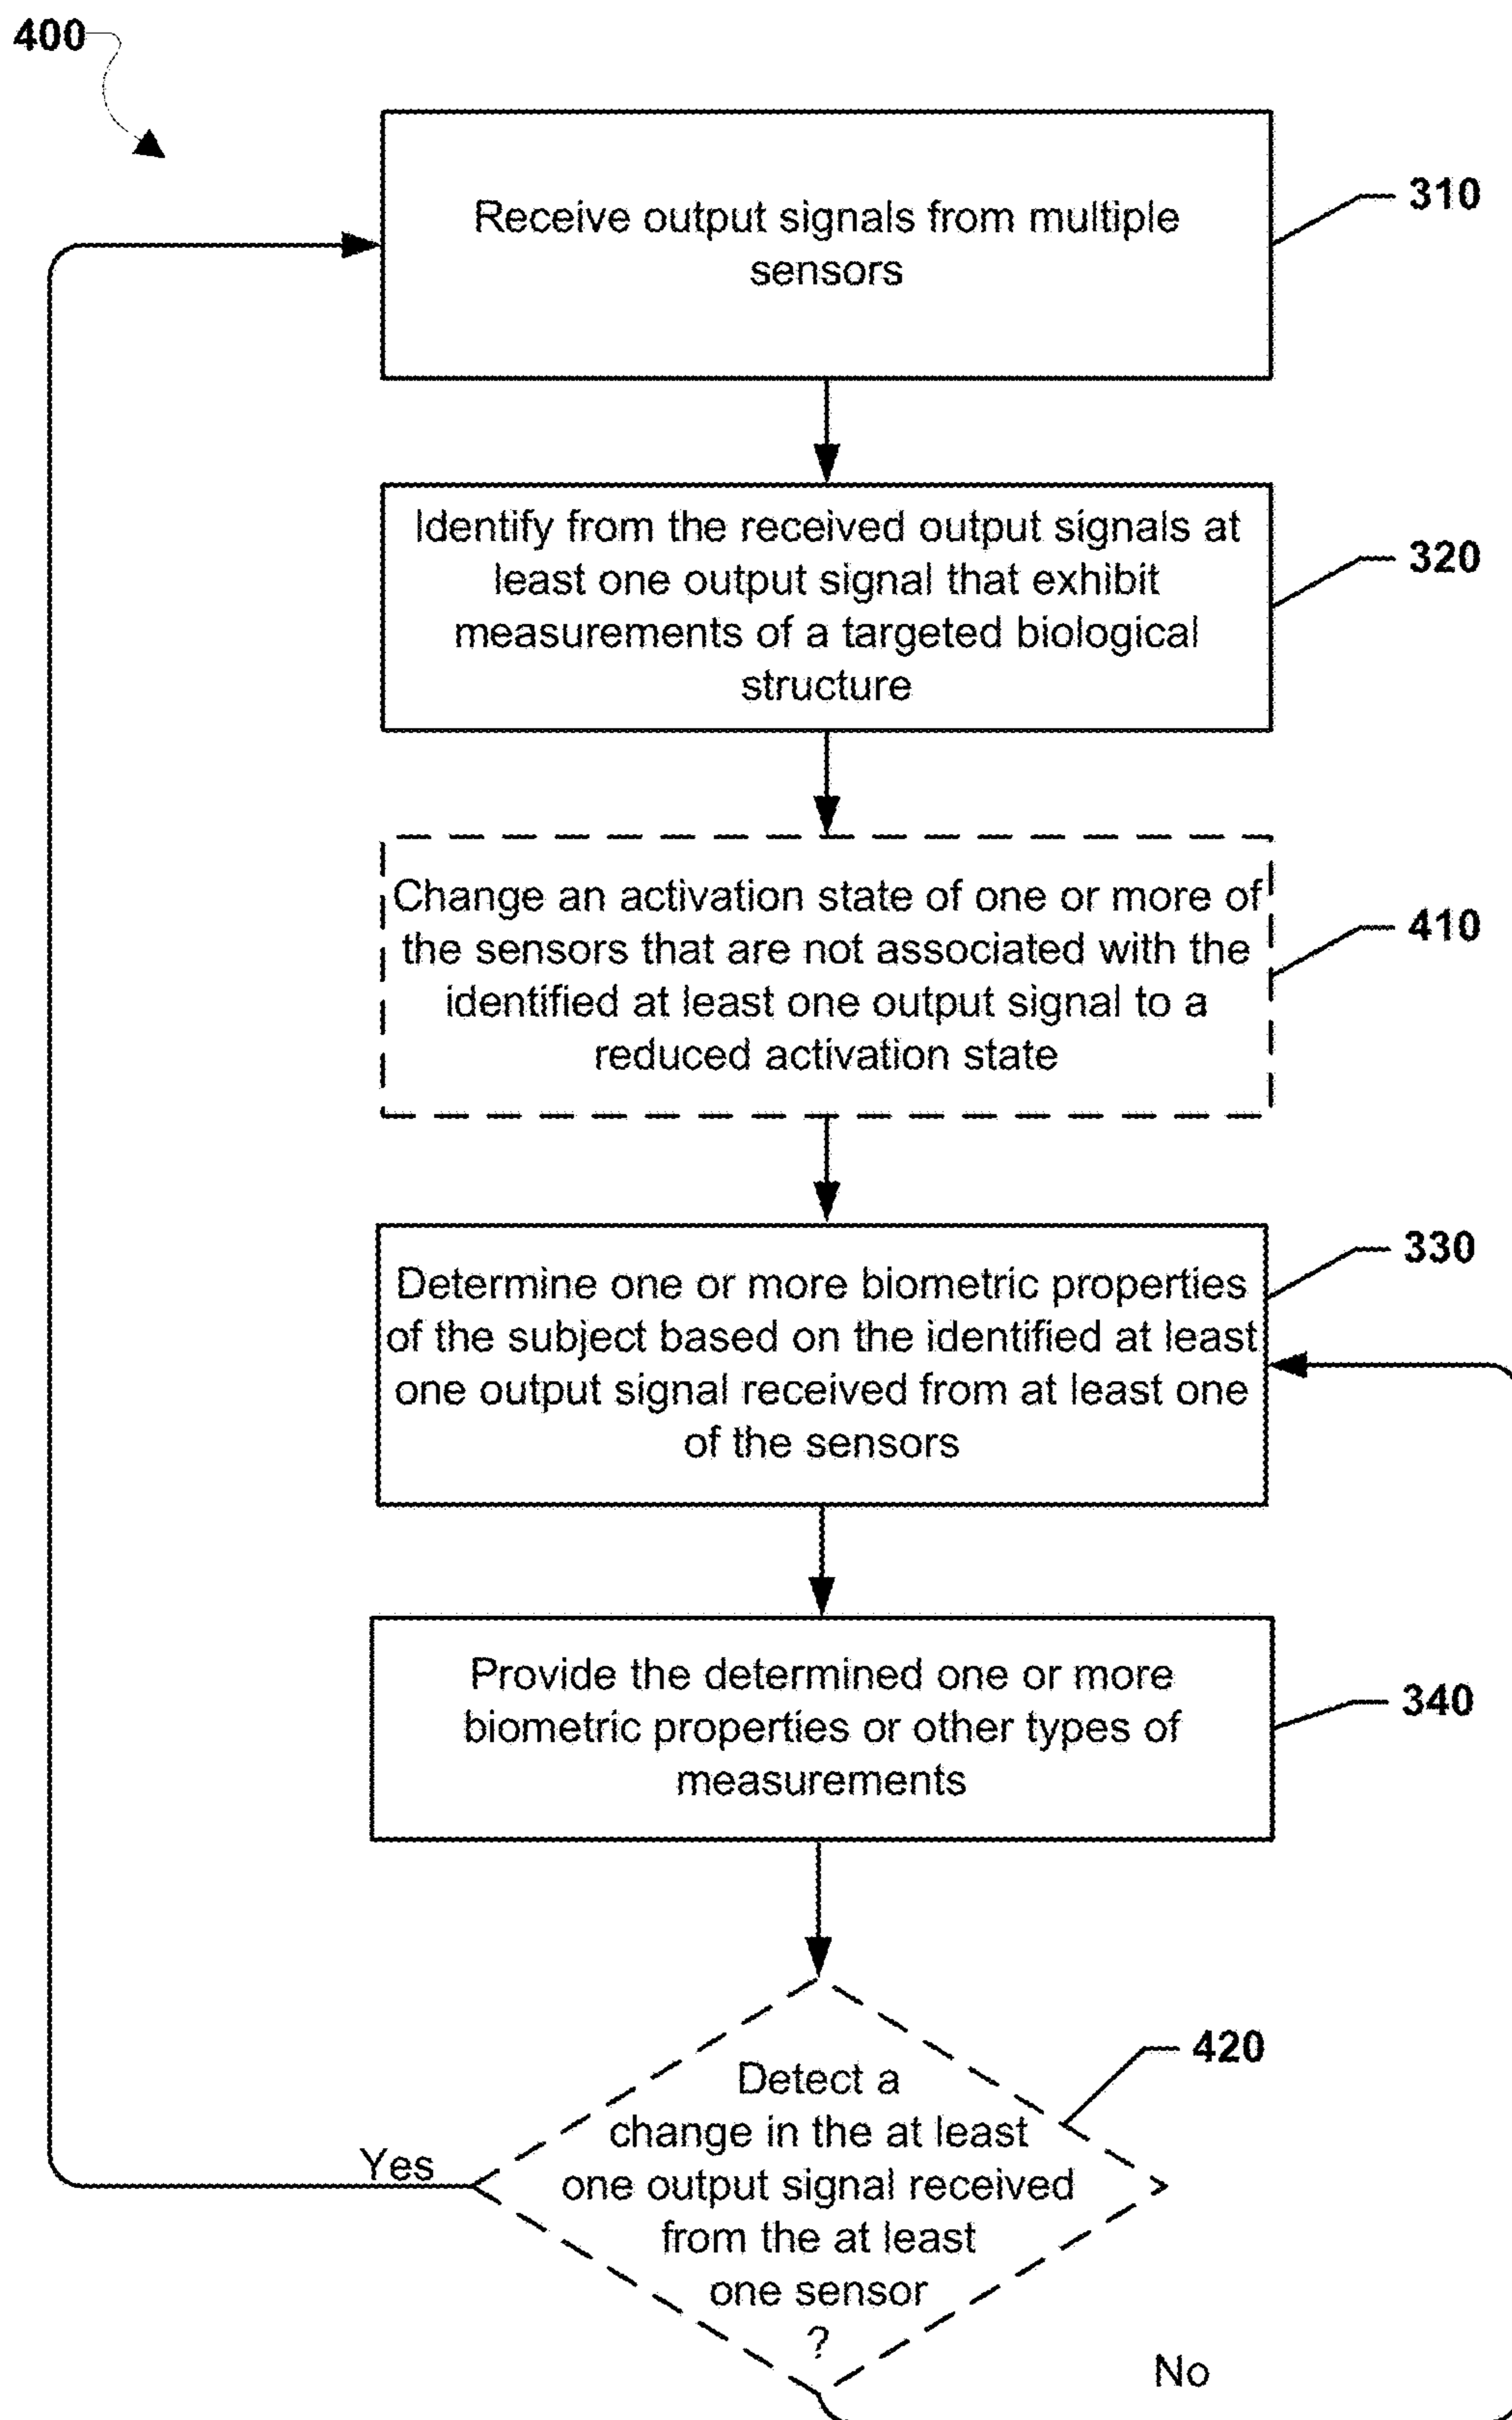 400
Receive output signals from multiple
sensors
310
Identify from the received output signals at
least one output signal that exhibit
measurements of a targeted biological
structure
320
Change an activation state of one or more of
the sensors that are not associated with the
identified at least one output signal to a
reduced activation state
410
Determine one or more biometric properties
of the subject based on the identified at least
one output signal received from at least one
of the sensors
330
Provide the determined one or more
biometric properties or other types of
measurements
340
Detect a
change in the at least
one output signal received
from the at least
one sensor
?
420
Yes
No